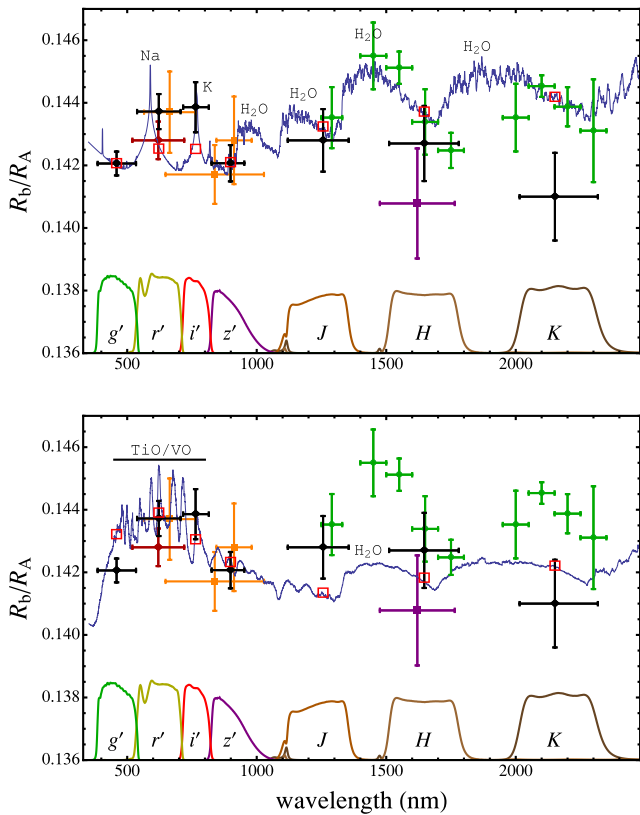 0.146
0.144
0.142
0.140
0.138
0.136
R_b/R_A
Na
K
H₂O
H₂O
H₂O
H₂O
g′ r′ i′ z′ J H K
500 1000 1500 2000
0.146
0.144
0.142
0.140
0.138
0.136
R_b/R_A
TiO/VO
H₂O
g′ r′ i′ z′ J H K
500 1000 1500 2000
wavelength (nm)